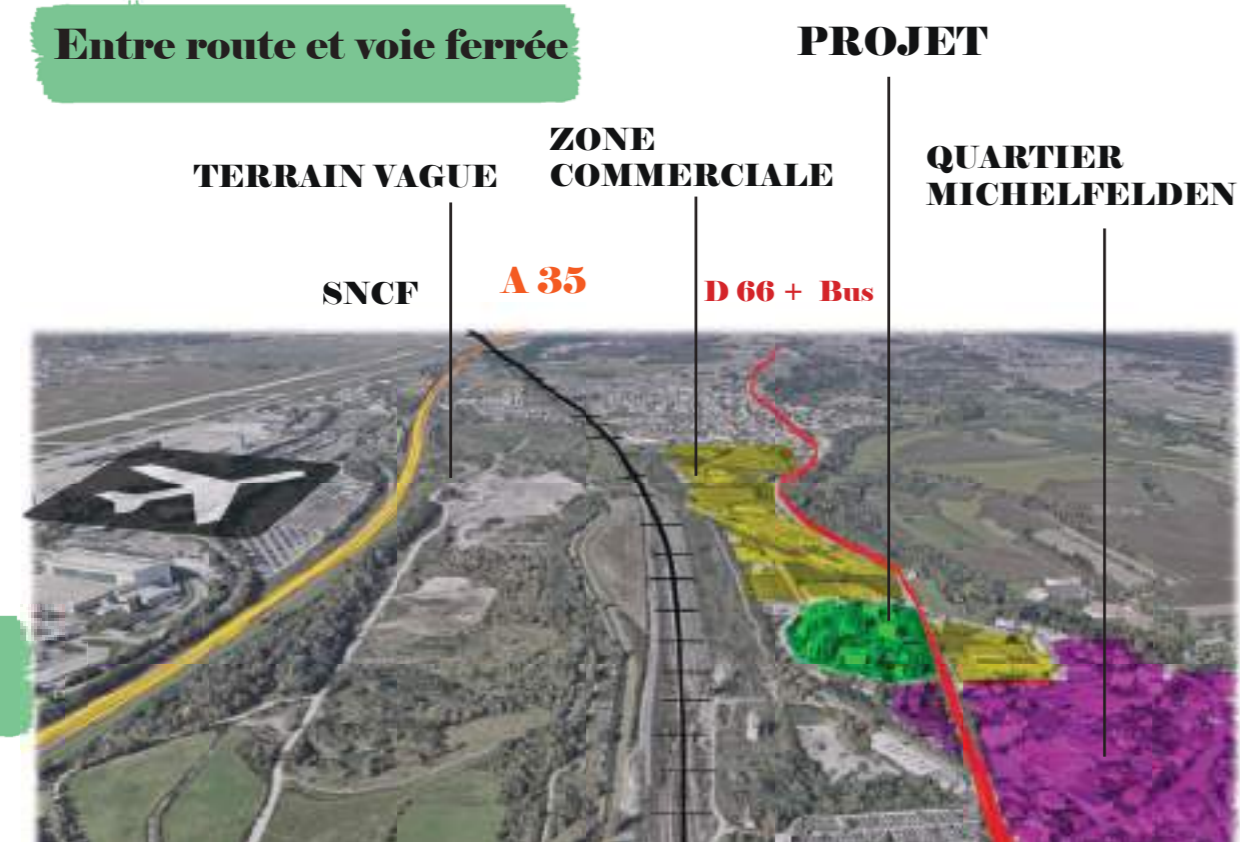 Entre route et voie ferrée
PROJET
ZONE
COMMERCIALE
QUARTIER
MICHELFELDEN
TERRAIN VAGUE
SNCF
A 35
D 66 + Bus